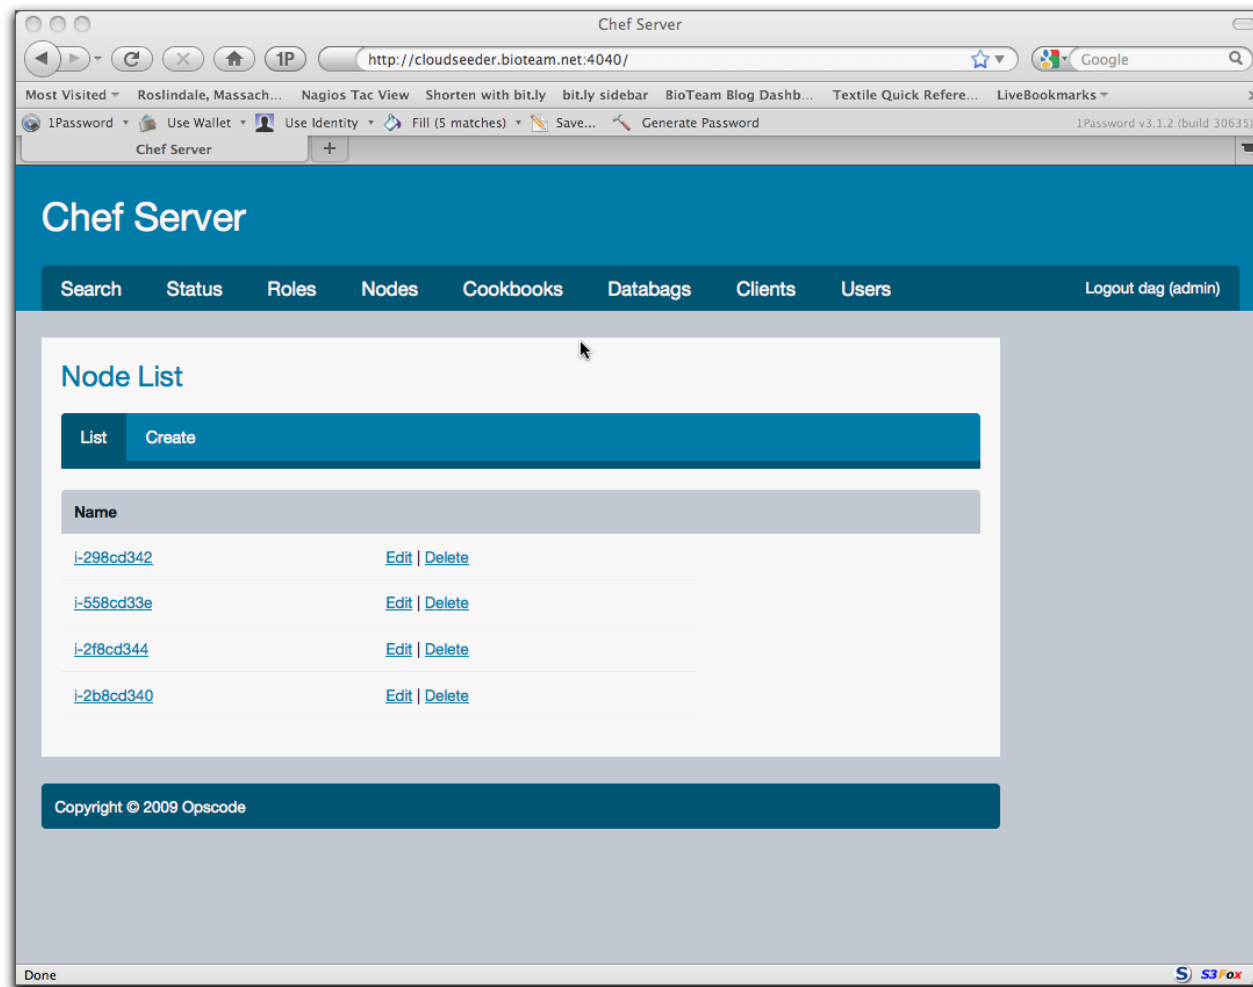 Chef Server
http://cloudseeder.bioteam.net:4040/
Google
1P
Most Visited Roslindale, Massach... Nagios Tac View Shorten with bit.ly bit.ly sidebar BioTeam Blog Dashb... Textile Quick Refere... LiveBookmarks
1Password Use Wallet Use Identity Fill (5 matches) Save... Generate Password 1Password v3.1.2 (build 30635)
Chef Server +
Chef Server
Search Status Roles Nodes Cookbooks Databags Clients Users Logout dag (admin)
Node List
List Create
Name
i-298cd342 Edit | Delete
i-558cd33e Edit | Delete
i-2f8cd344 Edit | Delete
i-2b8cd340 Edit | Delete
Copyright © 2009 Opscode
Done S S3Fox